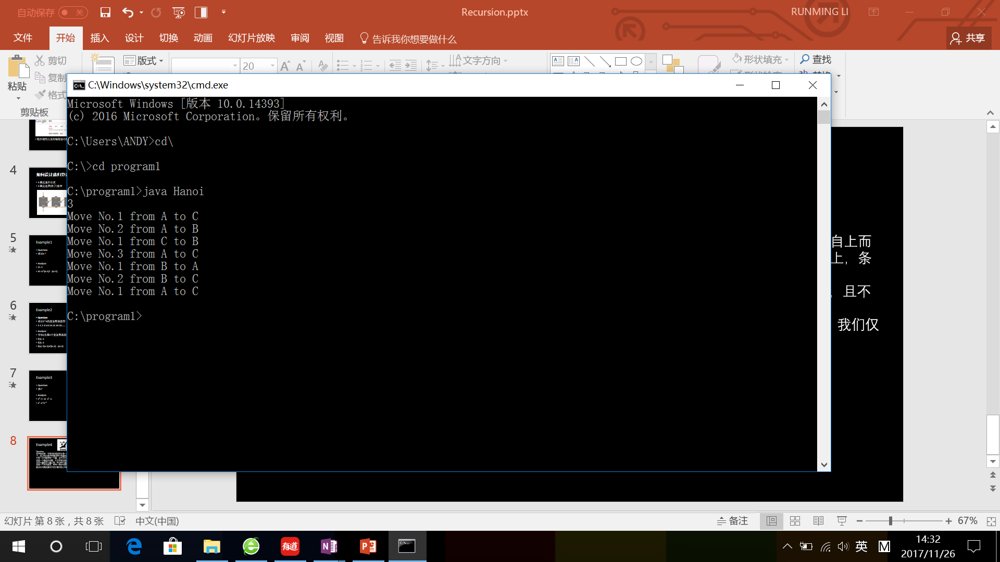 自动保存 关
Recursion.pptx
RUNMING LI
文件 开始 插入 设计 切换 动画 幻灯片放映 审阅 视图 告诉我你想要做什么 共享
剪切
版式
20
文字方向
形状填充
查找
粘贴
复制
格式
剪贴板
C:\Windows\system32\cmd.exe
Microsoft Windows [版本 10.0.14393]
(c) 2016 Microsoft Corporation。保留所有权利。
C:\Users\ANDY>cd\
C:\>cd program1
C:\program1>java Hanoi
3
Move No.1 from A to C
Move No.2 from A to B
Move No.1 from C to B
Move No.3 from A to C
Move No.1 from B to A
Move No.2 from B to C
Move No.1 from A to C
C:\program1>
自上而
上，条
，且不
我们仅
4
5
Example1
Question
Analysis
6
Example2
Question
Analysis
7
Example3
Question
Analysis
8
Example4
Question
幻灯片 第 8 张，共 8 张 中文(中国)
备注
67%
有道
英
M
14:32
2017/11/26